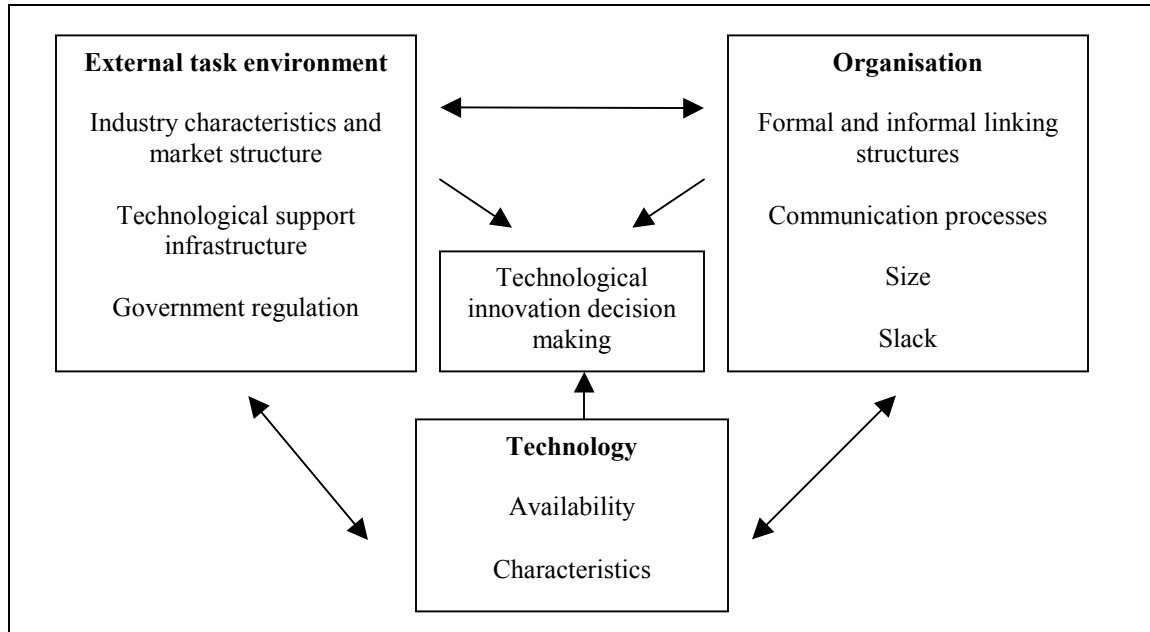 External task environment
Industry characteristics and
market structure
Technological support
infrastructure
Government regulation
Organisation
Formal and informal linking
structures
Communication processes
Size
Slack
Technological
innovation decision
making
Technology
Availability
Characteristics